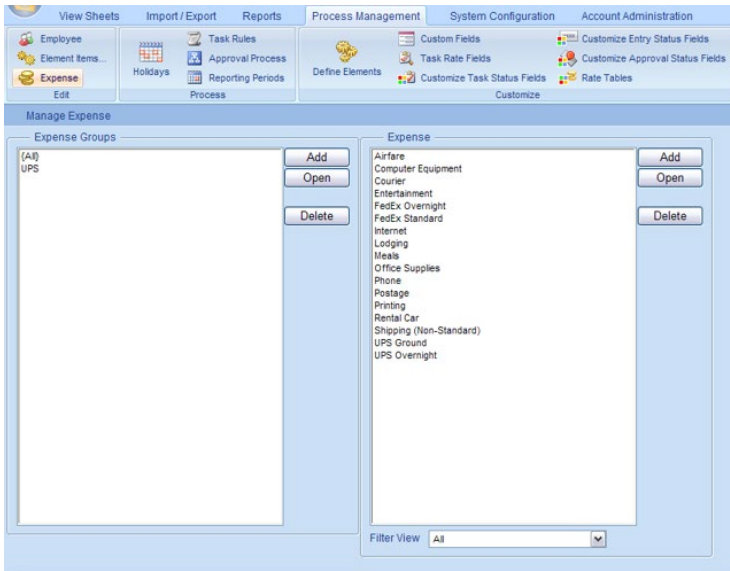 View Sheets Import / Export Reports Process Management System Configuration Account Administration
Employee Task Rules Custom Fields Customize Entry Status Fields
Element Items... Approval Process Task Rate Fields Customize Approval Status Fields
Expense Holidays Reporting Periods Define Elements Customize Task Status Fields Rate Tables
Edit Process Customize
Manage Expense
Expense Groups Expense
{All} Add Airfare Add
UPS Computer Equipment
Open Courier Open
Entertainment
FedEx Overnight
Delete FedEx Standard Delete
Internet
Lodging
Meals
Office Supplies
Phone
Postage
Printing
Rental Car
Shipping (Non-Standard)
UPS Ground
UPS Overnight
Filter View All